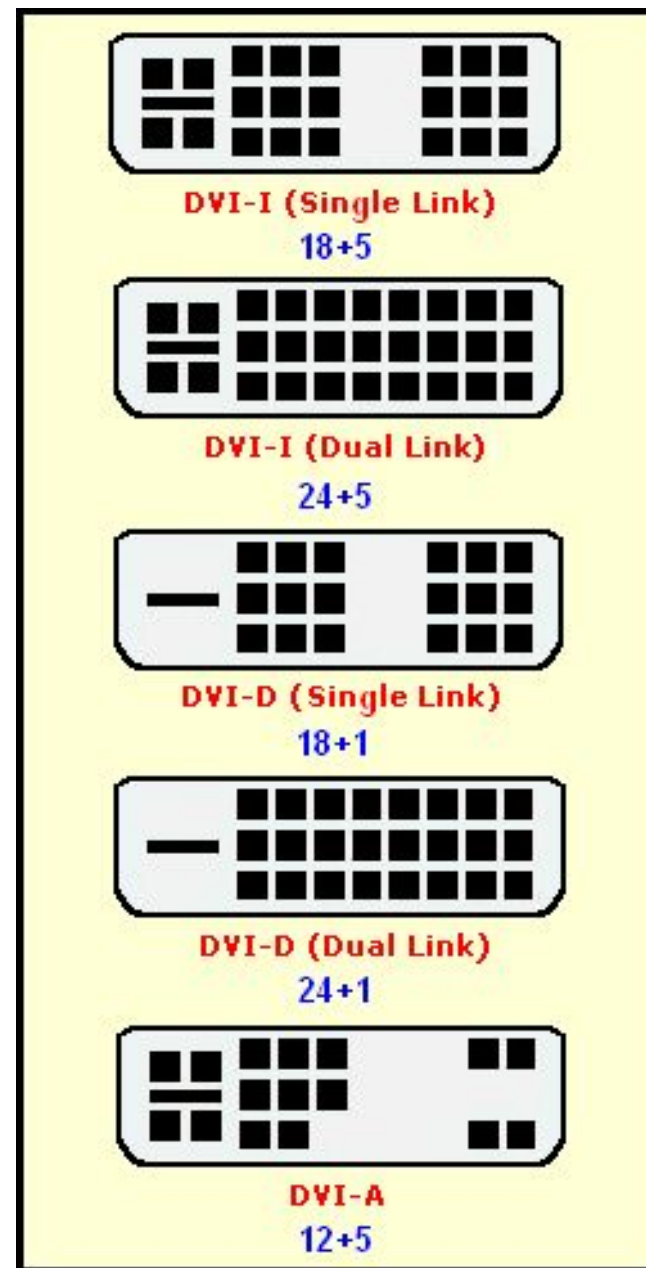 DVI-I (Single Link)
18+5
DVI-I (Dual Link)
24+5
DVI-D (Single Link)
18+1
DVI-D (Dual Link)
24+1
DVI-A
12+5